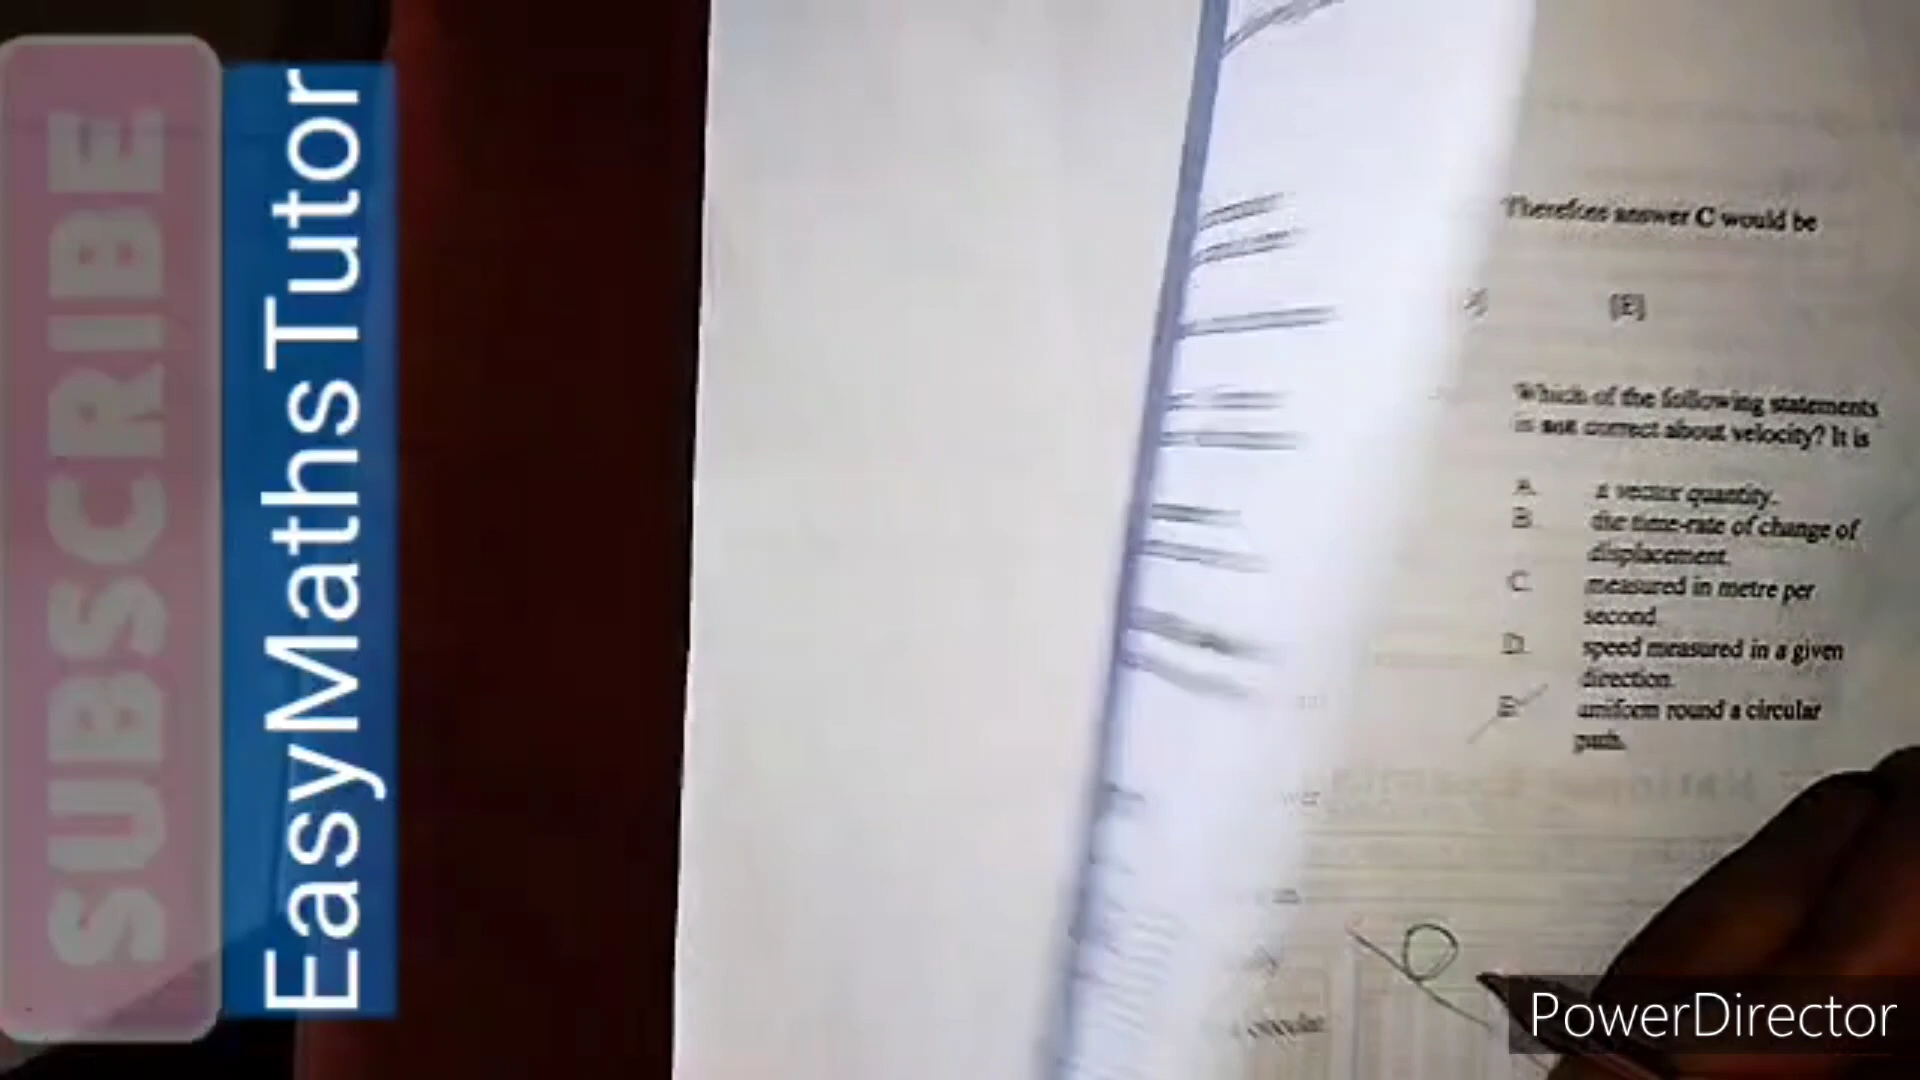 SUBSCRIBE
EasyMathsTutor
Therefore answer C would be
(E)
Which of the following statements
is not correct about velocity? It is
A. a vector quantity.
B. the time-rate of change of
displacement.
C. measured in metre per
second.
D. speed measured in a given
direction.
E. uniform round a circular
path.
PowerDirector